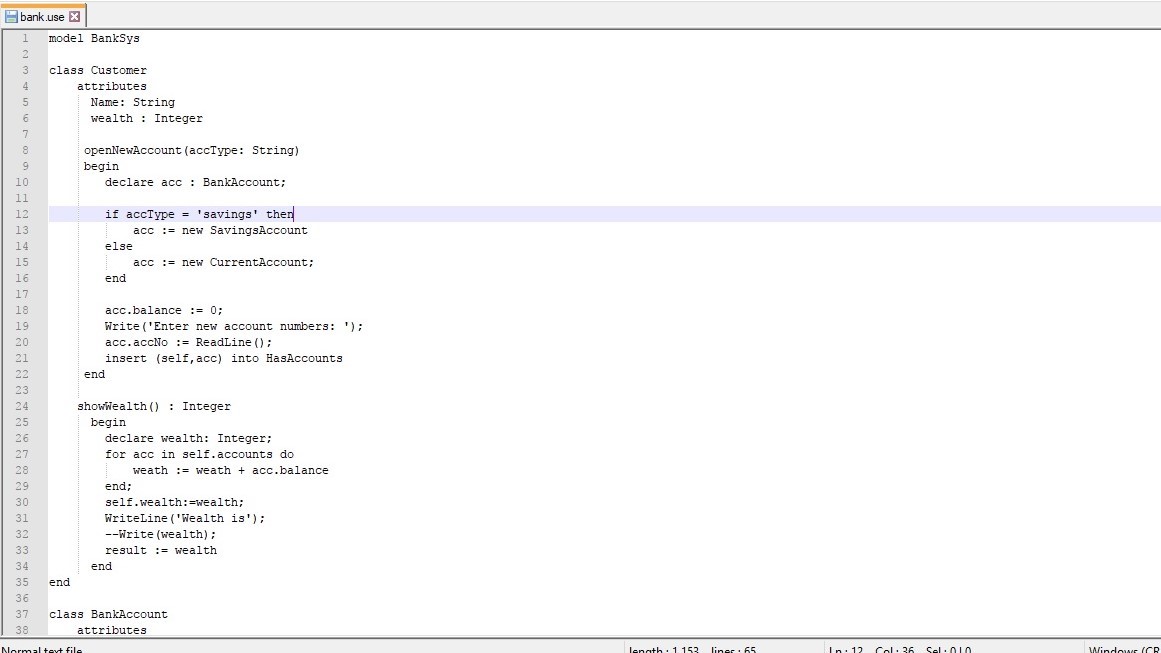 bank.use
1 model BankSys
2
3 class Customer
4 attributes
5 Name: String
6 wealth : Integer
7
8 openNewAccount(accType: String)
9 begin
10 declare acc : BankAccount;
11
12 if accType = 'savings' then
13 acc := new SavingsAccount
14 else
15 acc := new CurrentAccount;
16 end
17
18 acc.balance := 0;
19 Write('Enter new account numbers: ');
20 acc.accNo := ReadLine();
21 insert (self,acc) into HasAccounts
22 end
23
24 showWealth() : Integer
25 begin
26 declare wealth: Integer;
27 for acc in self.accounts do
28 weath := weath + acc.balance
29 end;
30 self.wealth:=wealth;
31 WriteLine('Wealth is');
32 --Write(wealth);
33 result := wealth
34 end
35 end
36
37 class BankAccount
38 attributes
Normal text file length : 1,153 lines : 65 Ln : 12 Col : 36 Sel : 0 | 0 Windows (CR